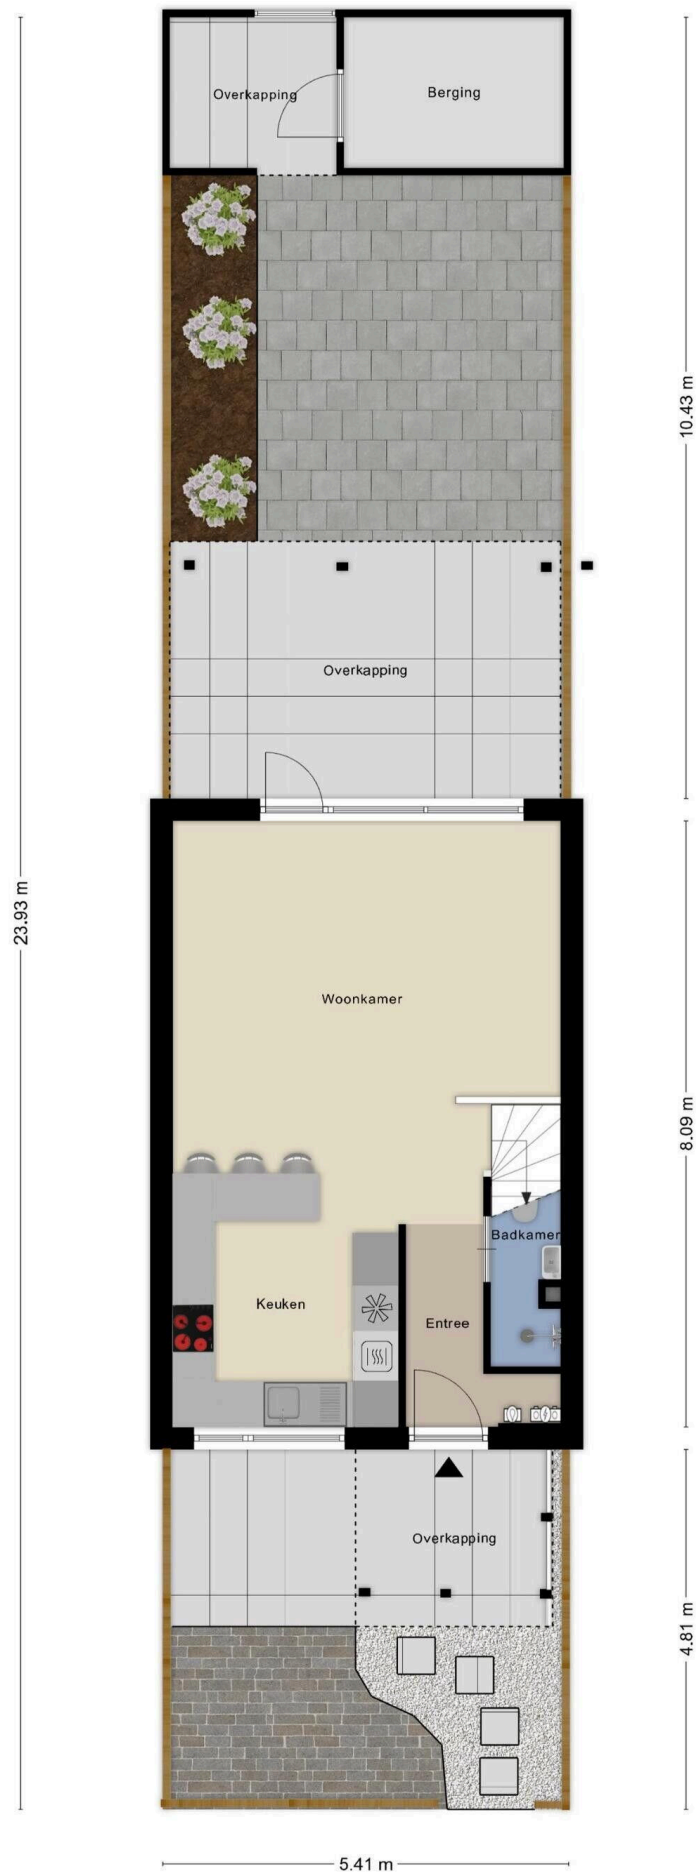 Overkapping
Berging
10.43 m
Overkapping
23.93 m
Woonkamer
8.09 m
Badkamer
Keuken
Entree
Overkapping
4.81 m
5.41 m